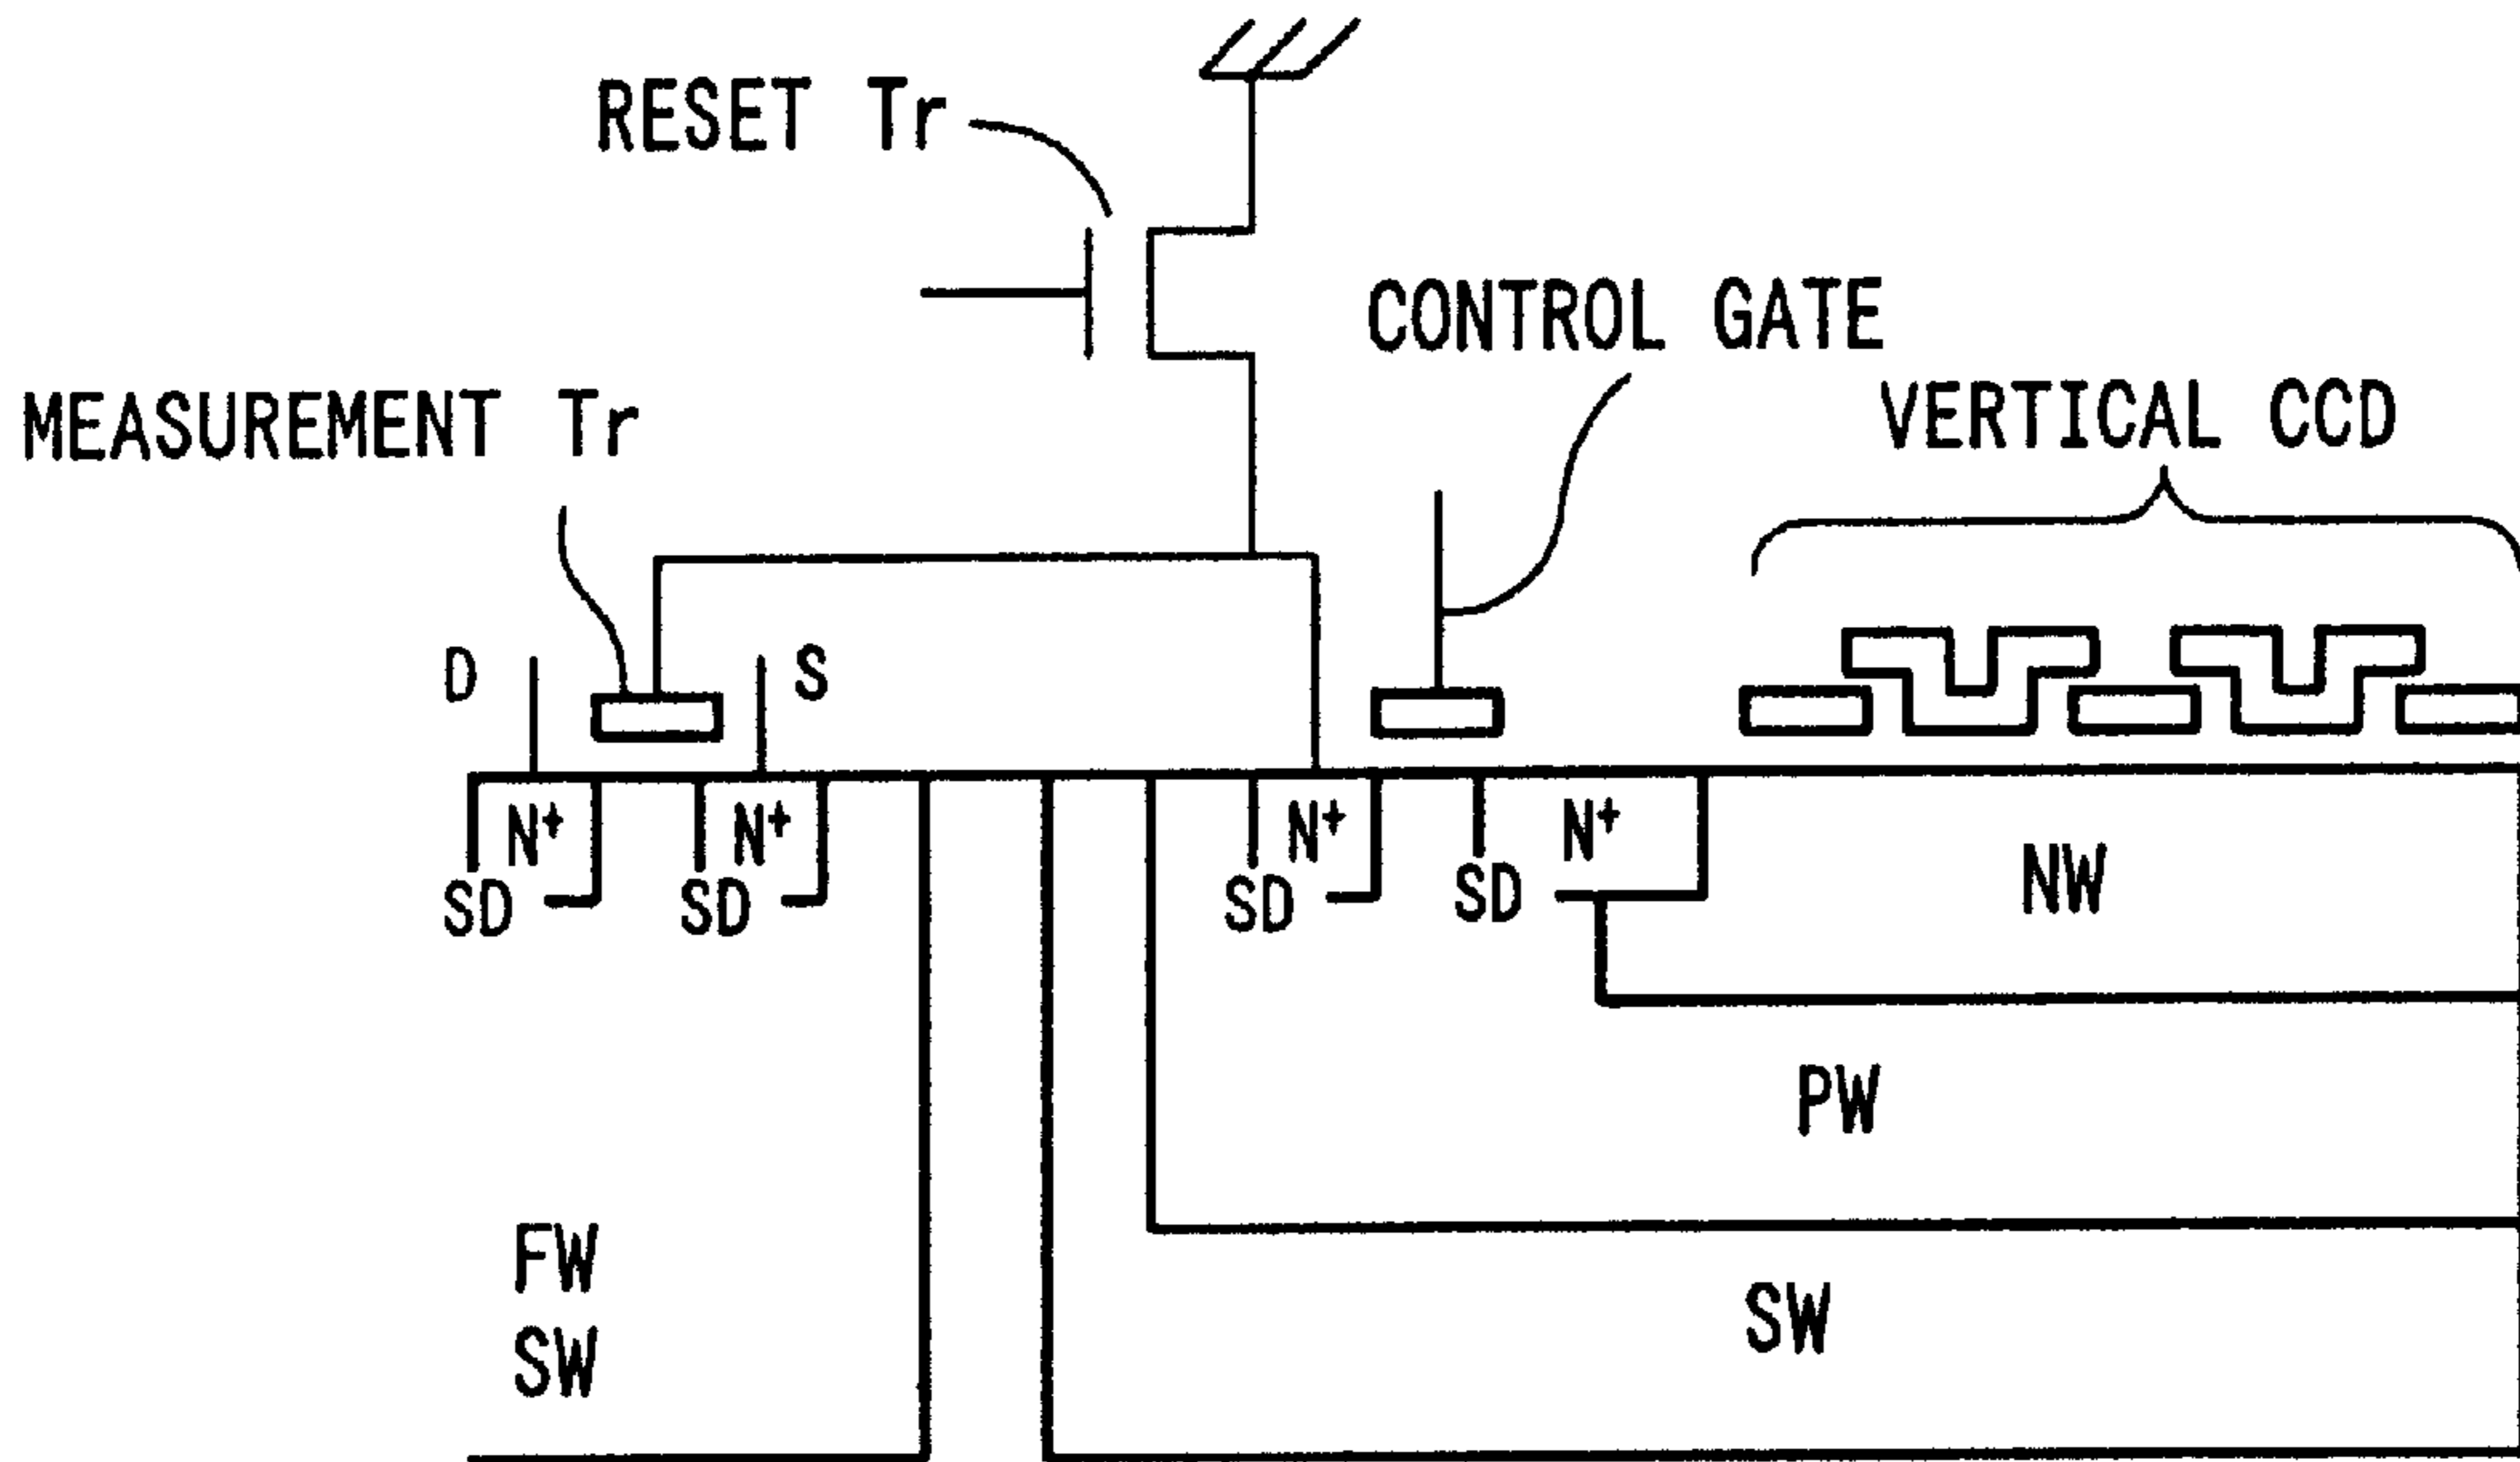 RESET Tr
CONTROL GATE
MEASUREMENT Tr
VERTICAL CCD
D
S
N+
N+
N+
N+
SD
SD
SD
SD
NW
PW
FW
SW
SW